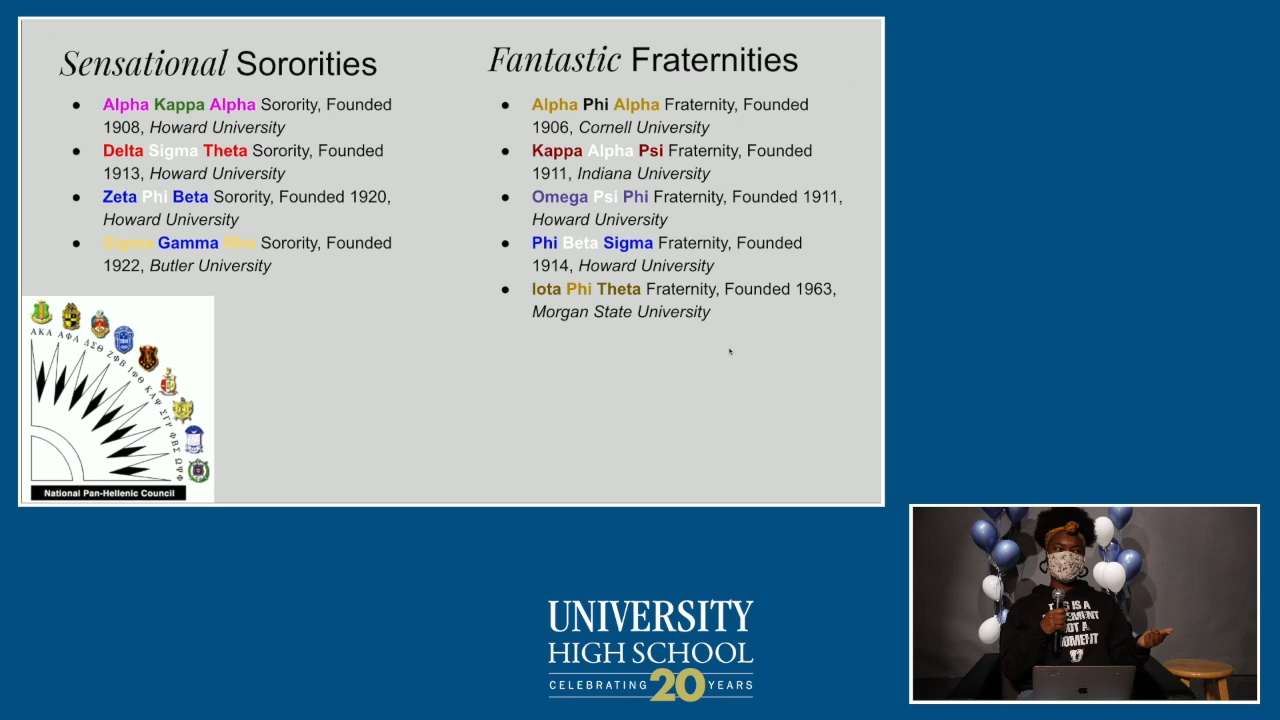 Sensational Sororities
Alpha Kappa Alpha Sorority, Founded
1908, Howard University
Delta Sigma Theta Sorority, Founded
1913, Howard University
Zeta Phi Beta Sorority, Founded 1920,
Howard University
Sigma Gamma Rho Sorority, Founded
1922, Butler University
Fantastic Fraternities
Alpha Phi Alpha Fraternity, Founded
1906, Cornell University
Kappa Alpha Psi Fraternity, Founded
1911, Indiana University
Omega Psi Phi Fraternity, Founded 1911,
Howard University
Phi Beta Sigma Fraternity, Founded
1914, Howard University
Iota Phi Theta Fraternity, Founded 1963,
Morgan State University
ΑΚΑ ΑΦΑ ΔΣΘ ΖΦΒ ΙΦΘ ΚΑΨ ΣΓΡ ΦΒΣ ΩΨΦ
National Pan-Hellenic Council
UNIVERSITY
HIGH SCHOOL
CELEBRATING 20 YEARS
THIS IS A
NOT A
MOMENT